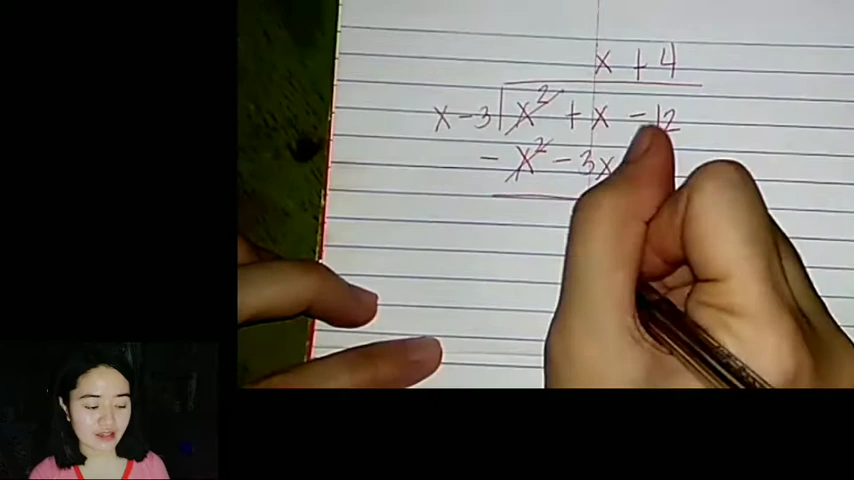 x + 4
x - 3 x² + x - 12
- x² - 3x